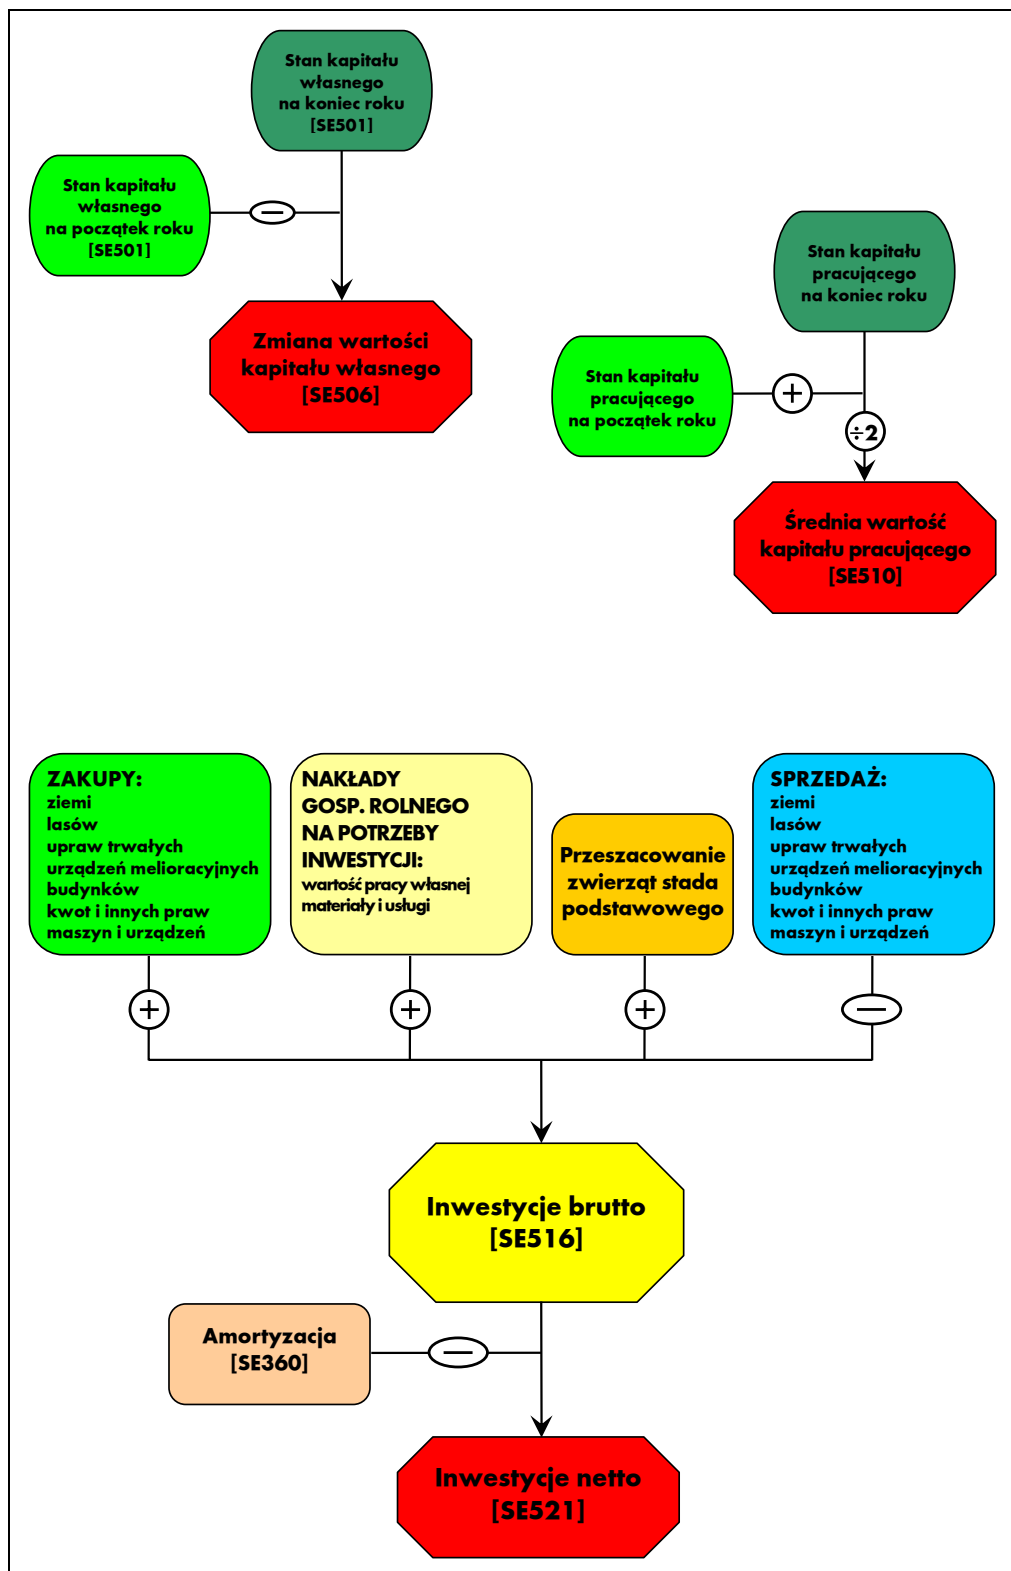 Stan kapitału
własnego
na koniec roku
[SE501]
Stan kapitału
własnego
na początek roku
[SE501]
−
Zmiana wartości
kapitału własnego
[SE506]
Stan kapitału
pracującego
na koniec roku
Stan kapitału
pracującego
na początek roku
+
÷2
Średnia wartość
kapitału pracującego
[SE510]
ZAKUPY:
ziemi
lasów
upraw trwałych
urządzeń melioracyjnych
budynków
kwot i innych praw
maszyn i urządzeń
NAKŁADY
GOSP. ROLNEGO
NA POTRZEBY
INWESTYCJI:
wartość pracy własnej
materiały i usługi
Przeszacowanie
zwierząt stada
podstawowego
SPRZEDAŻ:
ziemi
lasów
upraw trwałych
urządzeń melioracyjnych
budynków
kwot i innych praw
maszyn i urządzeń
+
+
+
−
Inwestycje brutto
[SE516]
Amortyzacja
[SE360]
−
Inwestycje netto
[SE521]